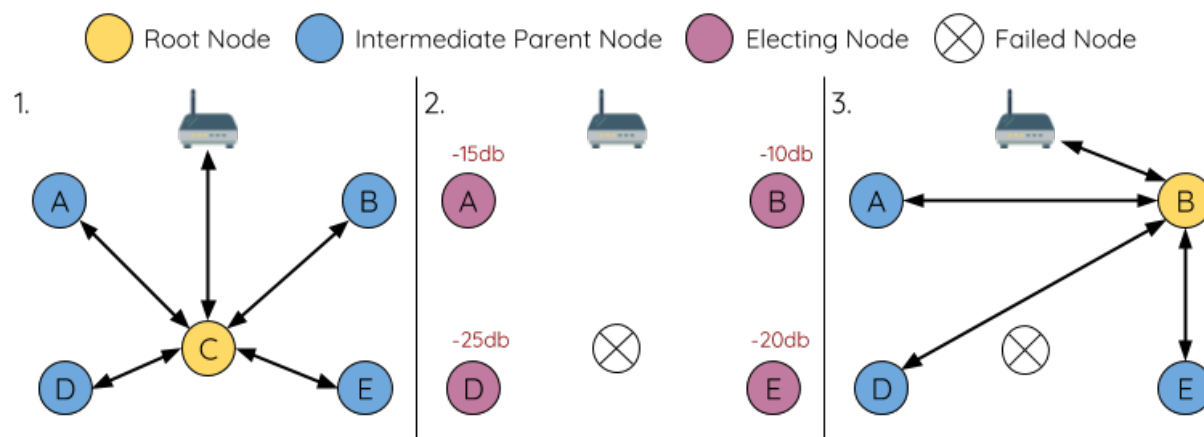 Root Node Intermediate Parent Node Electing Node Failed Node
1.
A B
C
D E
2.
-15db -10db
A B
-25db -20db
D E
3.
A B
D E